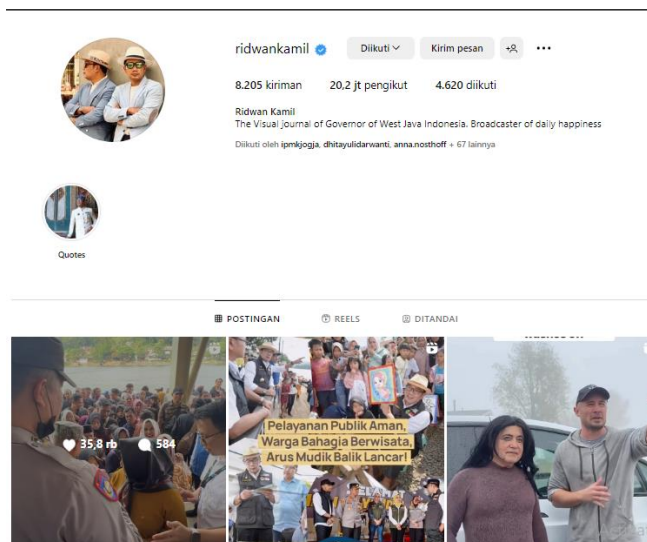 ridwankamil
Diikuti
Kirim pesan
8.205 kiriman
20,2 jt pengikut
4.620 diikuti
Ridwan Kamil
The Visual journal of Governor of West Java Indonesia. Broadcaster of daily happiness
Diikuti oleh ipmkjogja, dhitayulidarwanti, anna.nosthoff + 67 lainnya
Quotes
POSTINGAN
REELS
DITANDAI
35,8 rb
584
Pelayanan Publik Aman,
Warga Bahagia Berwisata,
Arus Mudik Balik Lancar!